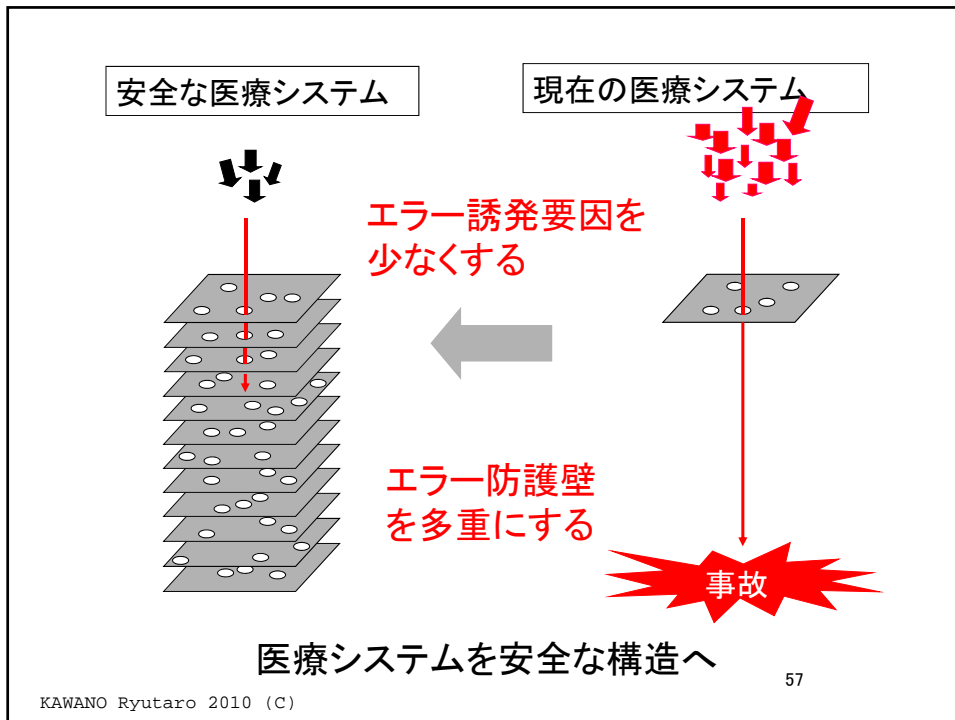 安全な医療システム
現在の医療システム
エラー誘発要因を
少なくする
エラー防護壁
を多重にする
事故
医療システムを安全な構造へ
57
KAWANO Ryutaro 2010 (C)